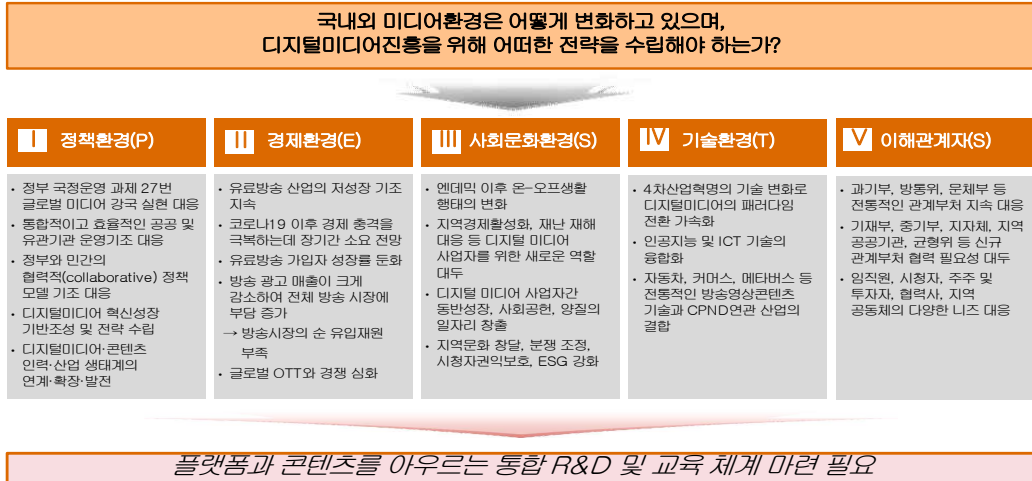 국내외 미디어환경은 어떻게 변화하고 있으며,
디지털미디어진흥을 위해 어떠한 전략을 수립해야 하는가?
Ⅰ 정책환경(P)
• 정부 국정운영 과제 27번
글로벌 미디어 강국 실현 대응
• 통합적이고 효율적인 공공 및
유관기관 운영기조 대응
• 정부와 민간의
협력적(collaborative) 정책
모델 기조 대응
• 디지털미디어 혁신성장
기반조성 및 전략 수립
• 디지털미디어·콘텐츠
인력·산업 생태계의
연계·확장·발전
Ⅱ 경제환경(E)
• 유료방송 산업의 저성장 기조
지속
• 코로나19 이후 경제 충격을
극복하는데 장기간 소요 전망
• 유료방송 가입자 성장률 둔화
• 방송 광고 매출이 크게
감소하여 전체 방송 시장에
부담 증가
→ 방송시장의 순 유입재원
부족
• 글로벌 OTT와 경쟁 심화
Ⅲ 사회문화환경(S)
• 엔데믹 이후 온-오프생활
행태의 변화
• 지역경제활성화, 재난 재해
대응 등 디지털 미디어
사업자를 위한 새로운 역할
대두
• 디지털 미디어 사업자간
동반성장, 사회공헌, 양질의
일자리 창출
• 지역문화 창달, 분쟁 조정,
시청자권익보호, ESG 강화
Ⅳ 기술환경(T)
• 4차산업혁명의 기술 변화로
디지털미디어의 패러다임
전환 가속화
• 인공지능 및 ICT 기술의
융합화
• 자동차, 커머스, 메타버스 등
전통적인 방송영상콘텐츠
기술과 CPND연관 산업의
결합
Ⅴ 이해관계자(S)
• 과기부, 방통위, 문체부 등
전통적인 관계부처 지속 대응
• 기재부, 중기부, 지자체, 지역
공공기관, 균형위 등 신규
관계부처 협력 필요성 대두
• 임직원, 시청자, 주주 및
투자자, 협력사, 지역
공동체의 다양한 니즈 대응
플랫폼과 콘텐츠를 아우르는 통합 R&D 및 교육 체계 마련 필요